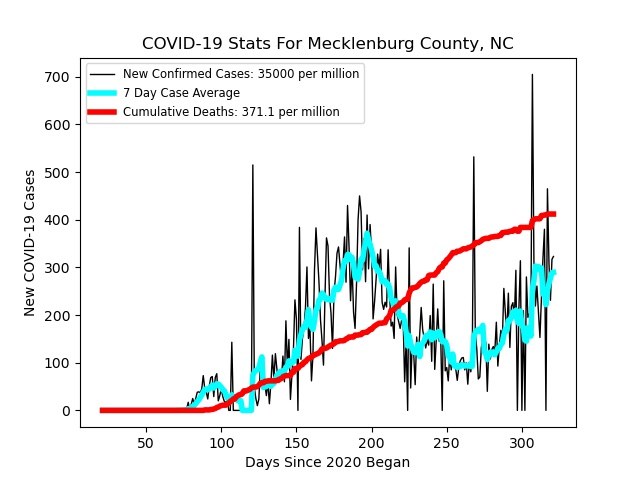 COVID-19 Stats For Mecklenburg County, NC
New Confirmed Cases: 35000 per million
7 Day Case Average
Cumulative Deaths: 371.1 per million
New COVID-19 Cases
700
600
500
400
300
200
100
0
50
100
150
200
250
300
Days Since 2020 Began